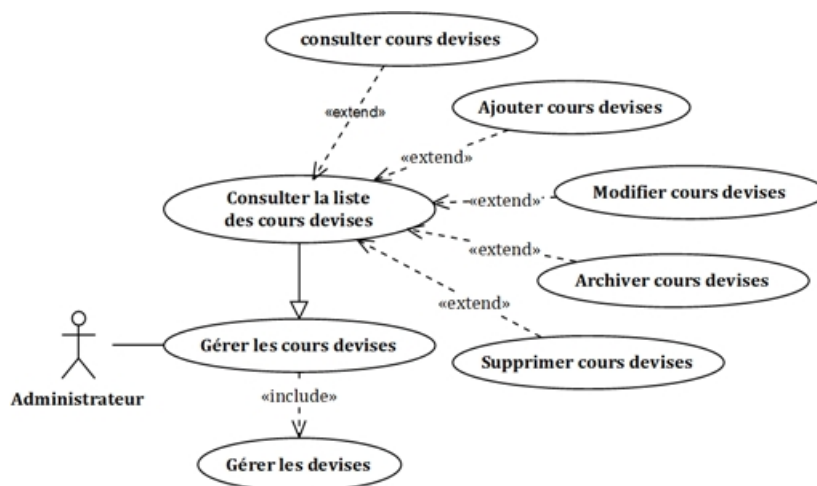 consulter cours devises
«extend»
Ajouter cours devises
«extend»
Consulter la liste
des cours devises
«extend»
Modifier cours devises
«extend»
Archiver cours devises
«extend»
Supprimer cours devises
Gérer les cours devises
Administrateur
«include»
Gérer les devises